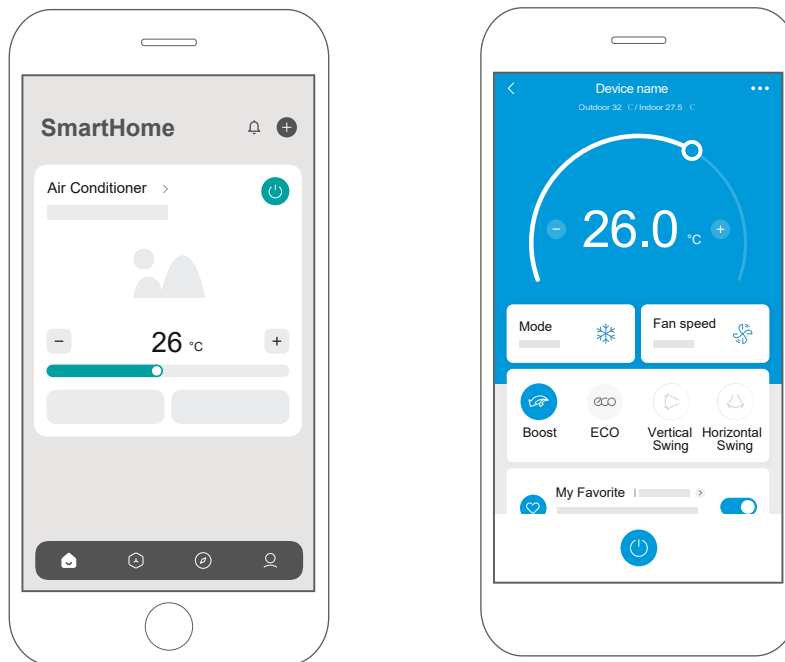 SmartHome
Air Conditioner
26 °C
Device name
Outdoor 32 C / Indoor 27.5 C
26.0 °C
Mode
Fan speed
eco
Boost
ECO
Vertical
Swing
Horizontal
Swing
My Favorite